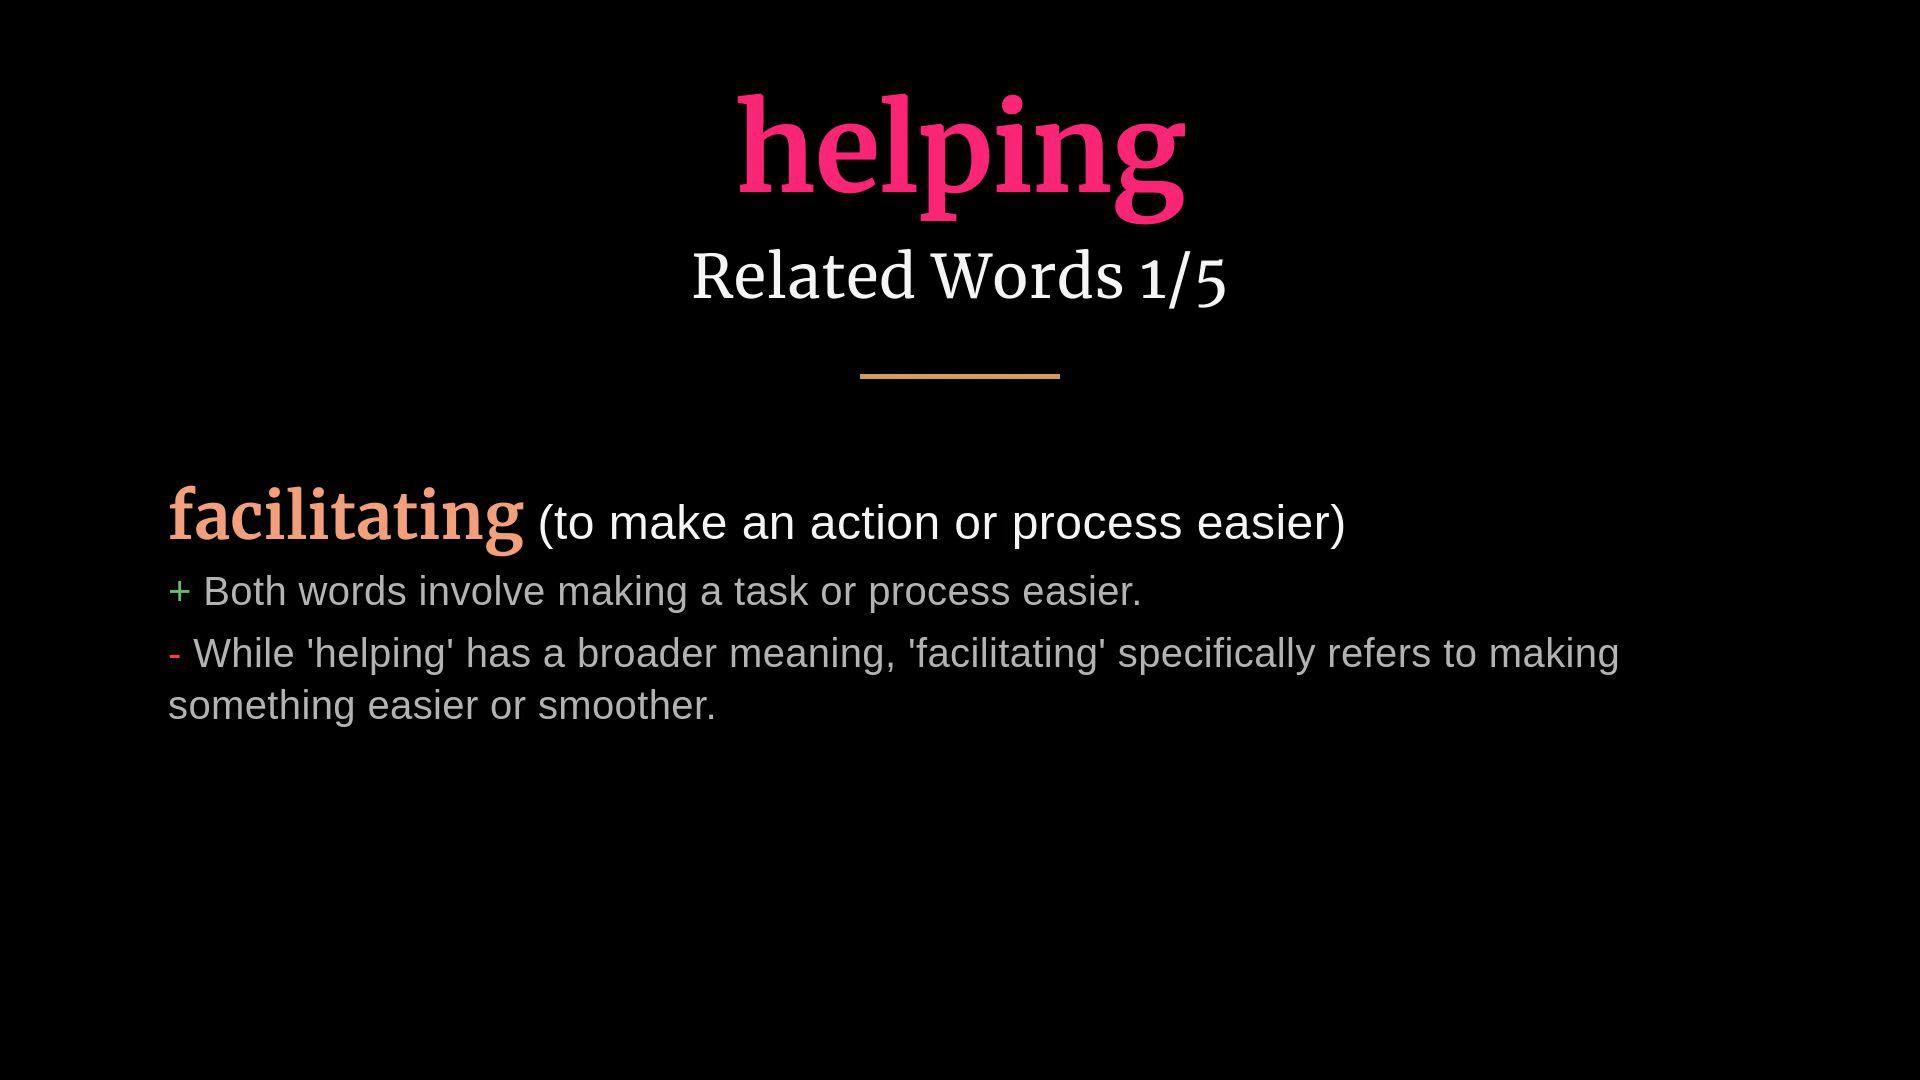 helping
Related Words 1/5
facilitating (to make an action or process easier)
+ Both words involve making a task or process easier.
- While 'helping' has a broader meaning, 'facilitating' specifically refers to making
something easier or smoother.